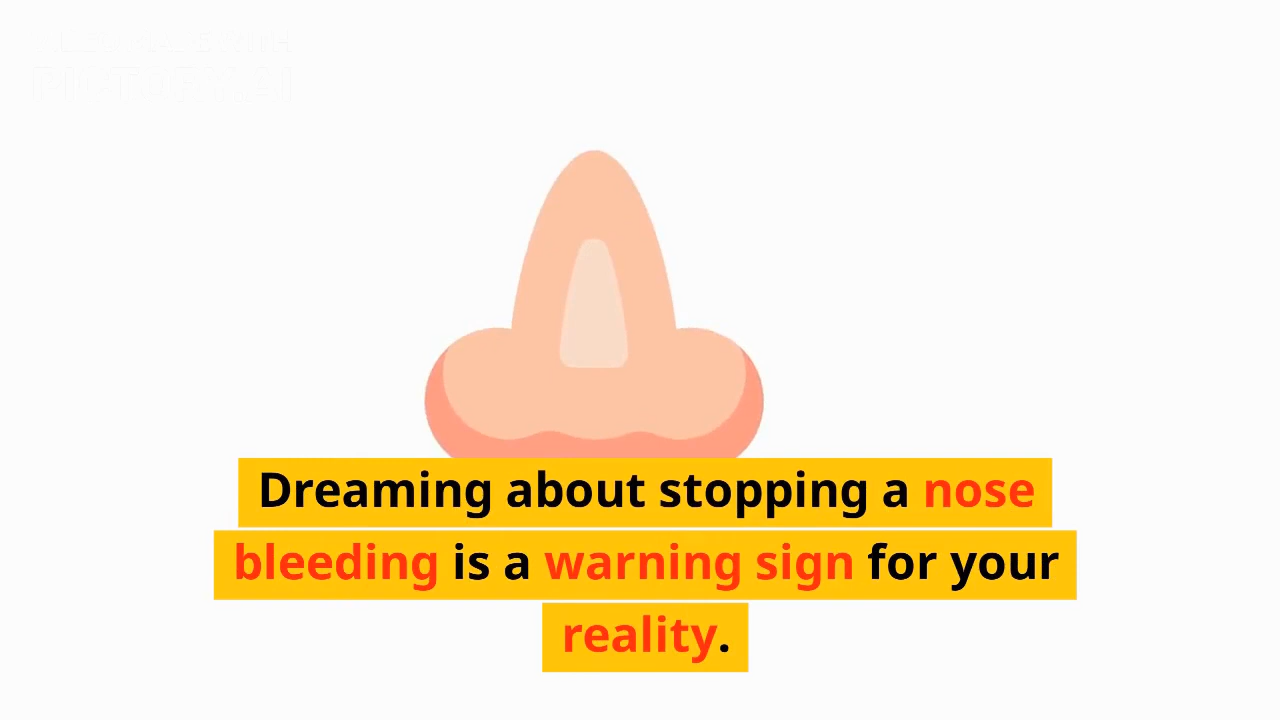 Dreaming about stopping a nose
bleeding is a warning sign for your
reality.